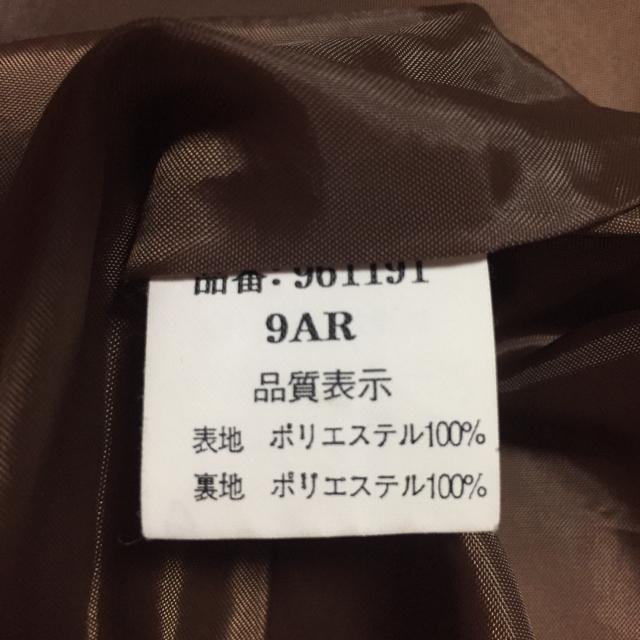 品番: 961191
9AR
品質表示
表地 ポリエステル100%
裏地 ポリエステル100%